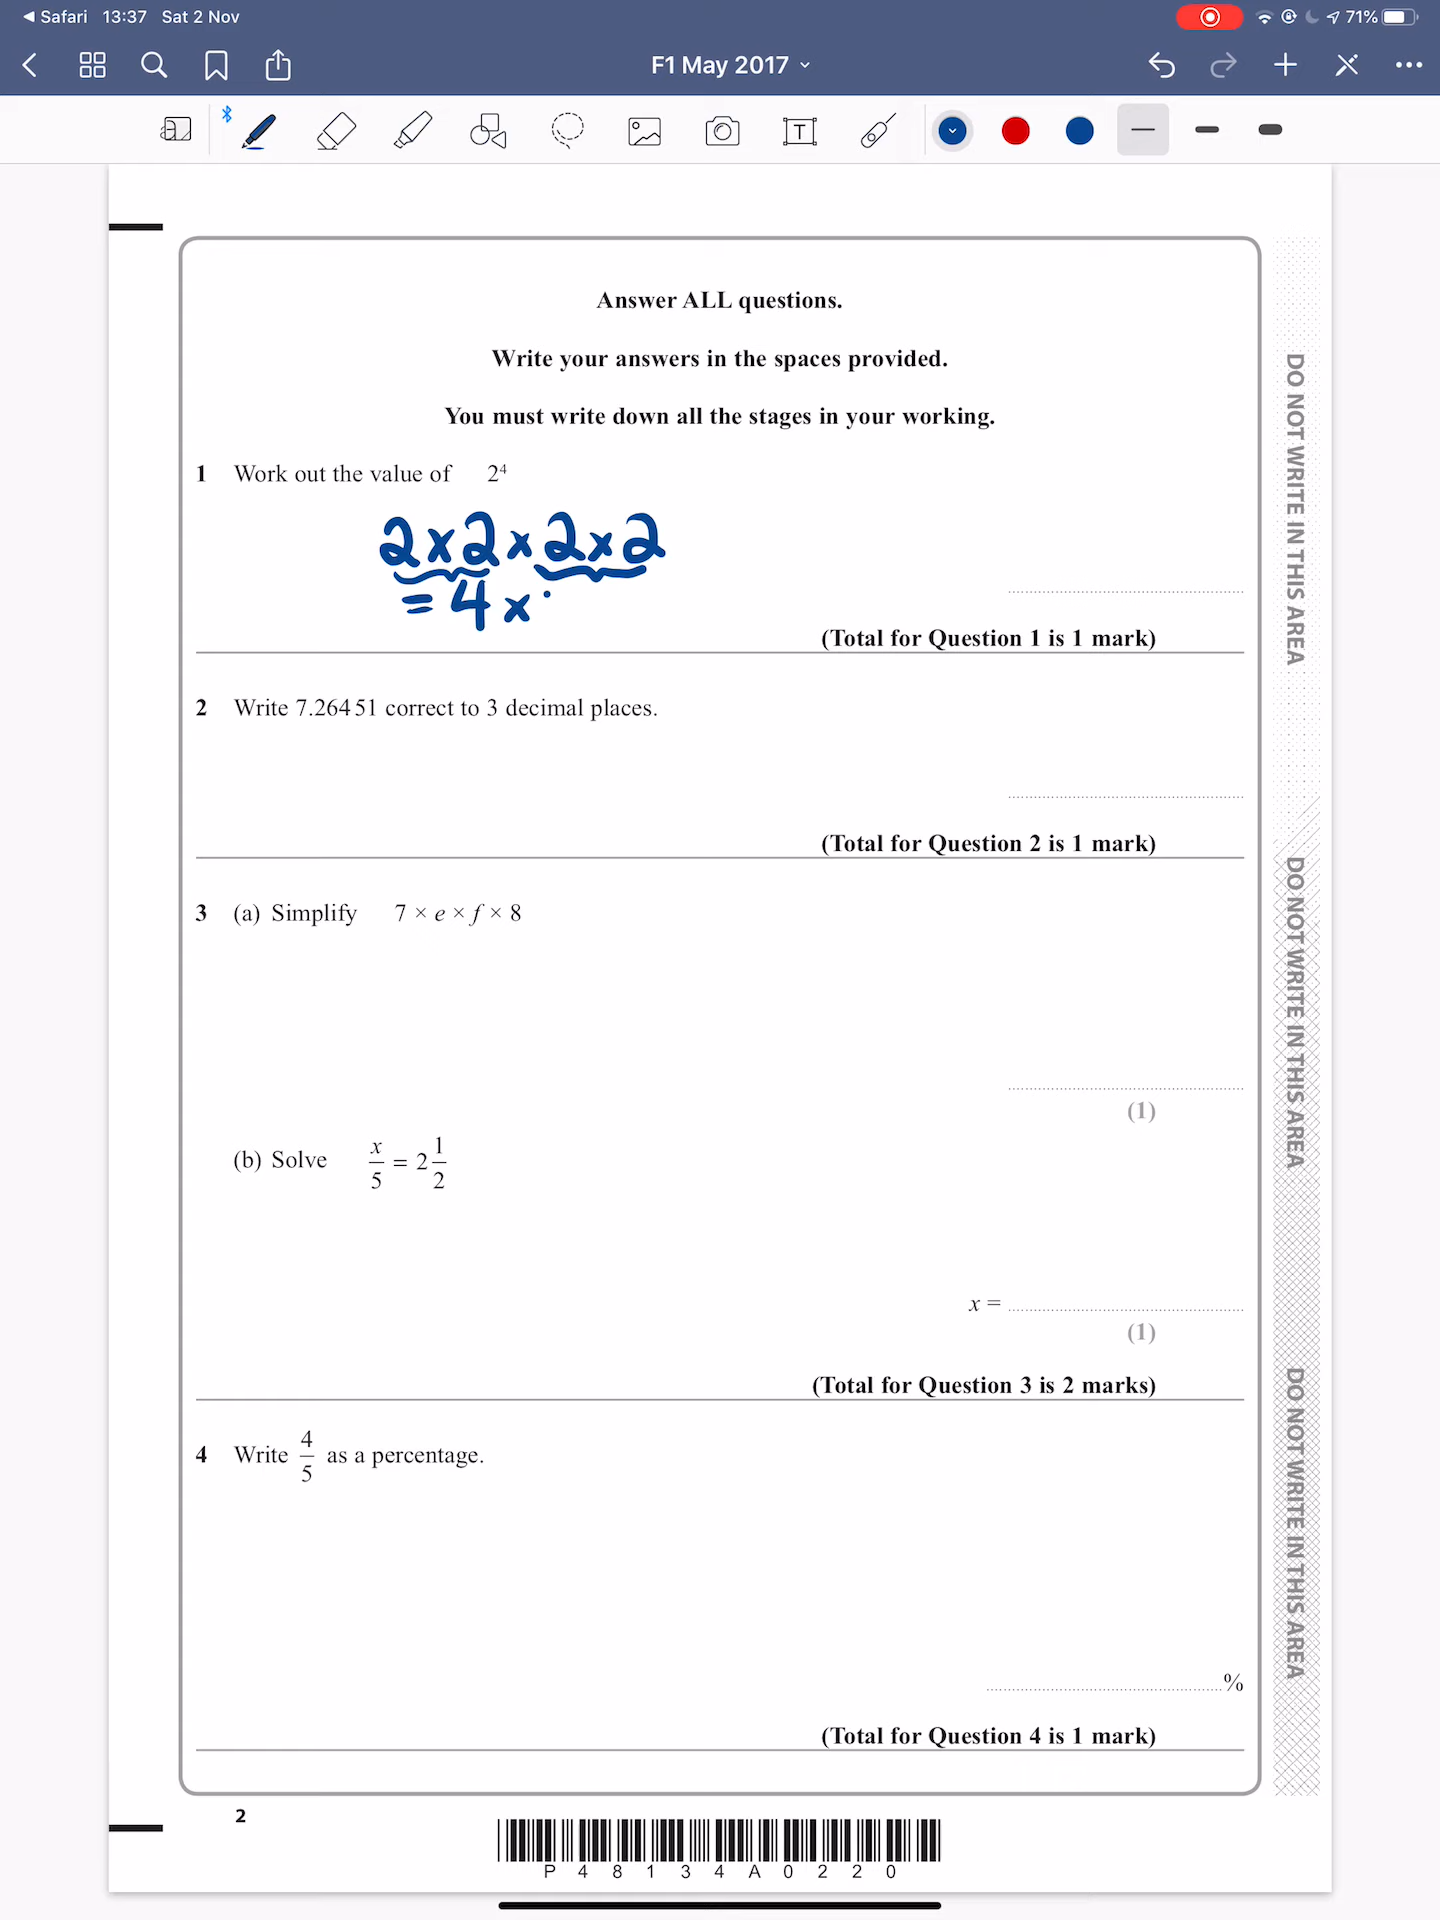 ◀ Safari 13:37 Sat 2 Nov 71%
F1 May 2017
Answer ALL questions.
Write your answers in the spaces provided.
You must write down all the stages in your working.
1 Work out the value of 2⁴
2 × 2 × 2 × 2
= 4 ×
(Total for Question 1 is 1 mark)
2 Write 7.264 51 correct to 3 decimal places.
(Total for Question 2 is 1 mark)
3 (a) Simplify 7 × e × f × 8
(1)
(b) Solve x/5 = 2 1/2
x =
(1)
(Total for Question 3 is 2 marks)
4 Write 4/5 as a percentage.
%
(Total for Question 4 is 1 mark)
2
P 4 8 1 3 4 A 0 2 2 0
DO NOT WRITE IN THIS AREA
DO NOT WRITE IN THIS AREA
DO NOT WRITE IN THIS AREA